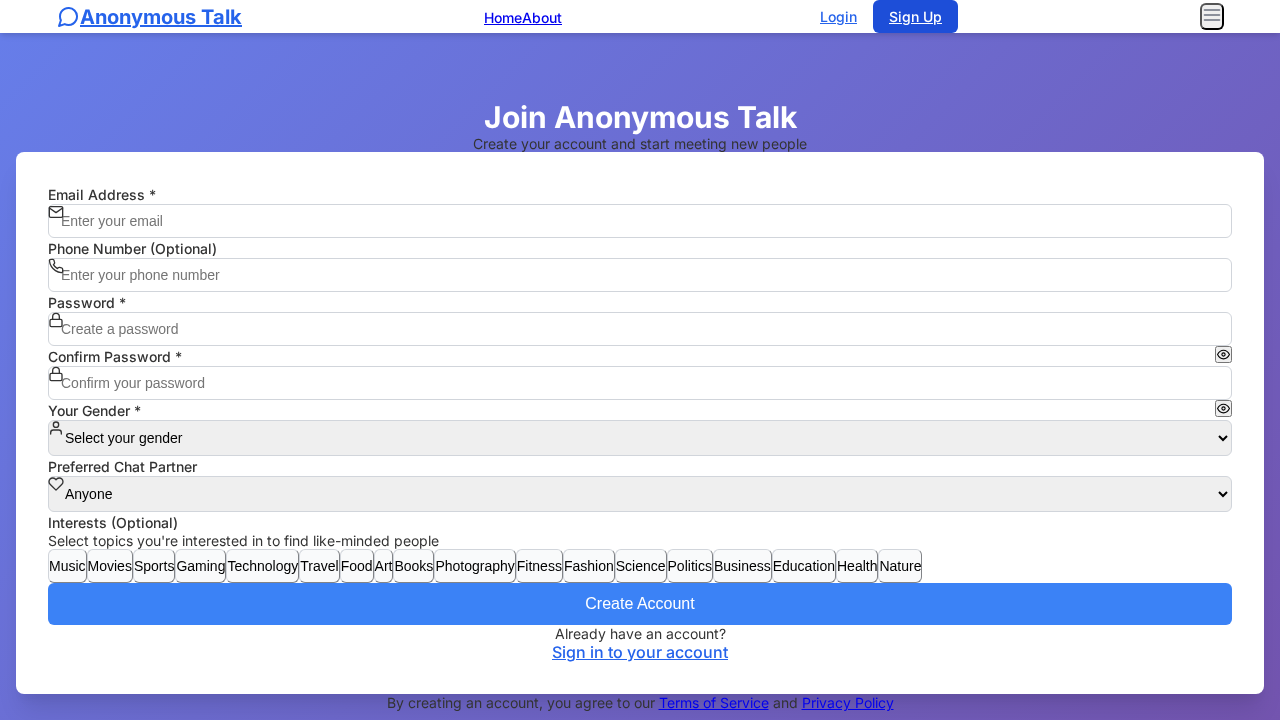 Anonymous Talk
HomeAbout
Login
Sign Up
Join Anonymous Talk
Create your account and start meeting new people
Email Address *
Enter your email
Phone Number (Optional)
Enter your phone number
Password *
Create a password
Confirm Password *
Confirm your password
Your Gender *
Select your gender
Preferred Chat Partner
Anyone
Interests (Optional)
Select topics you're interested in to find like-minded people
Music Movies Sports Gaming Technology Travel Food Art Books Photography Fitness Fashion Science Politics Business Education Health Nature
Create Account
Already have an account?
Sign in to your account
By creating an account, you agree to our Terms of Service and Privacy Policy